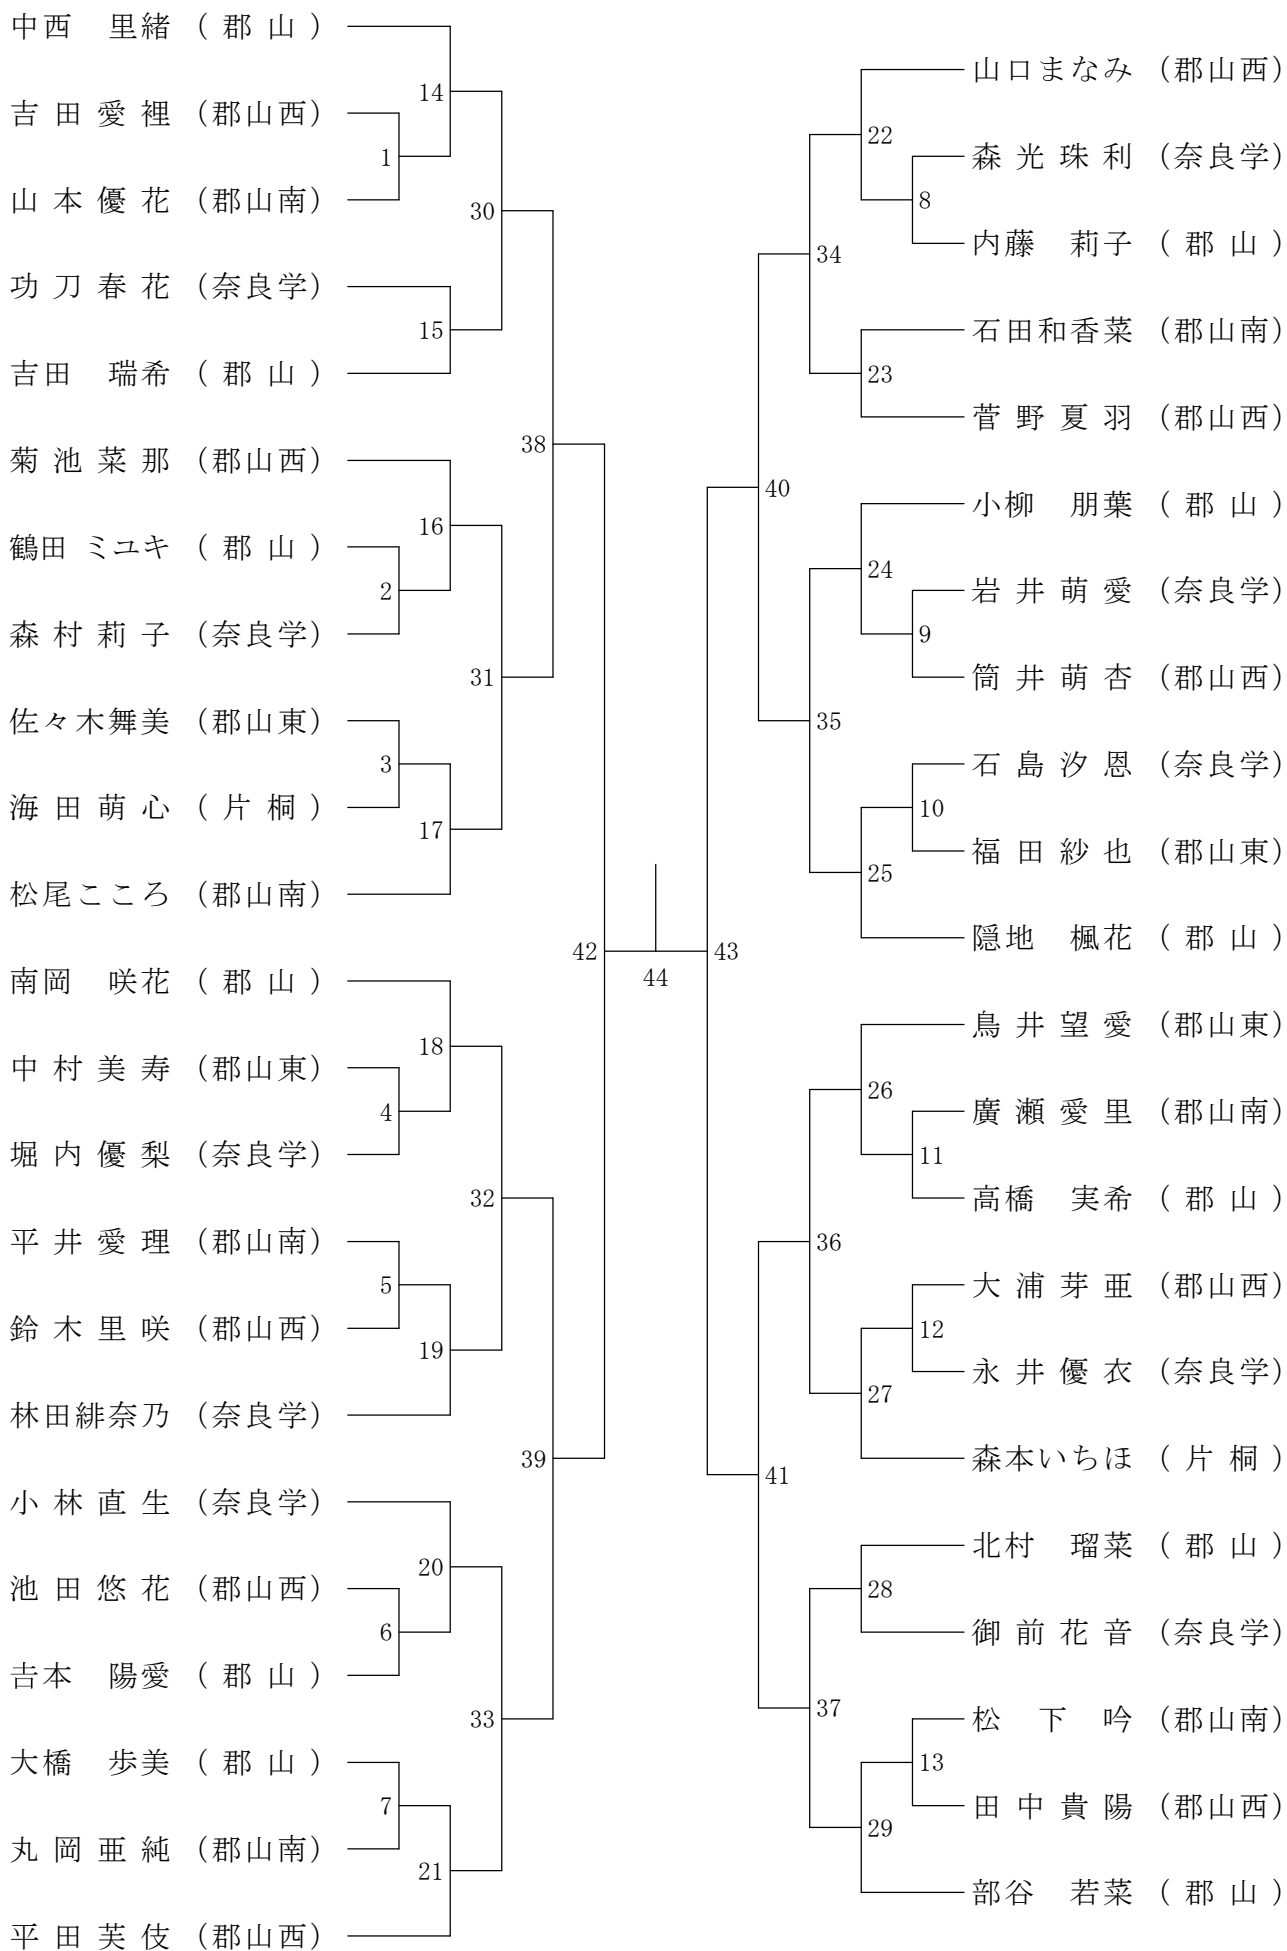 中西　里緒 （ 郡 山 ）
吉 田 愛 裡 （郡山西）
山 本 優 花 （郡山南）
功 刀 春 花 （奈良学）
吉田　瑞希 （ 郡 山 ）
菊 池 菜 那 （郡山西）
鶴田 ミユキ （ 郡 山 ）
森 村 莉 子 （奈良学）
佐々木舞美 （郡山東）
海 田 萌 心 （ 片 桐 ）
松尾こころ （郡山南）
南岡　咲花 （ 郡 山 ）
中 村 美 寿 （郡山東）
堀 内 優 梨 （奈良学）
平 井 愛 理 （郡山南）
鈴 木 里 咲 （郡山西）
林田緋奈乃 （奈良学）
小 林 直 生 （奈良学）
池 田 悠 花 （郡山西）
𠮷本　陽愛 （ 郡 山 ）
大橋　歩美 （ 郡 山 ）
丸 岡 亜 純 （郡山南）
平 田 芙 伎 （郡山西）
1
2
3
4
5
6
7
14
15
16
17
18
19
20
21
30
31
32
33
38
39
42
44
43
40
41
34
35
36
37
22
23
24
25
26
27
28
29
8
9
10
11
12
13
山口まなみ （郡山西）
森 光 珠 利 （奈良学）
内藤　莉子 （ 郡 山 ）
石田和香菜 （郡山南）
菅 野 夏 羽 （郡山西）
小柳　朋葉 （ 郡 山 ）
岩 井 萌 愛 （奈良学）
筒 井 萌 杏 （郡山西）
石 島 汐 恩 （奈良学）
福 田 紗 也 （郡山東）
隠地　楓花 （ 郡 山 ）
鳥 井 望 愛 （郡山東）
廣 瀬 愛 里 （郡山南）
高橋　実希 （ 郡 山 ）
大 浦 芽 亜 （郡山西）
永 井 優 衣 （奈良学）
森本いちほ （ 片 桐 ）
北村　瑠菜 （ 郡 山 ）
御 前 花 音 （奈良学）
松　下　吟 （郡山南）
田 中 貴 陽 （郡山西）
部谷　若菜 （ 郡 山 ）